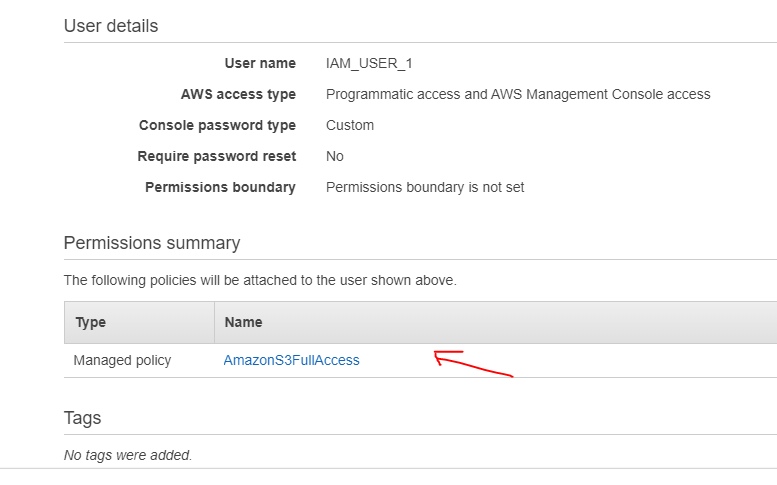 User details
User name IAM_USER_1
AWS access type Programmatic access and AWS Management Console access
Console password type Custom
Require password reset No
Permissions boundary Permissions boundary is not set
Permissions summary
The following policies will be attached to the user shown above.
Type Name
Managed policy AmazonS3FullAccess
Tags
No tags were added.